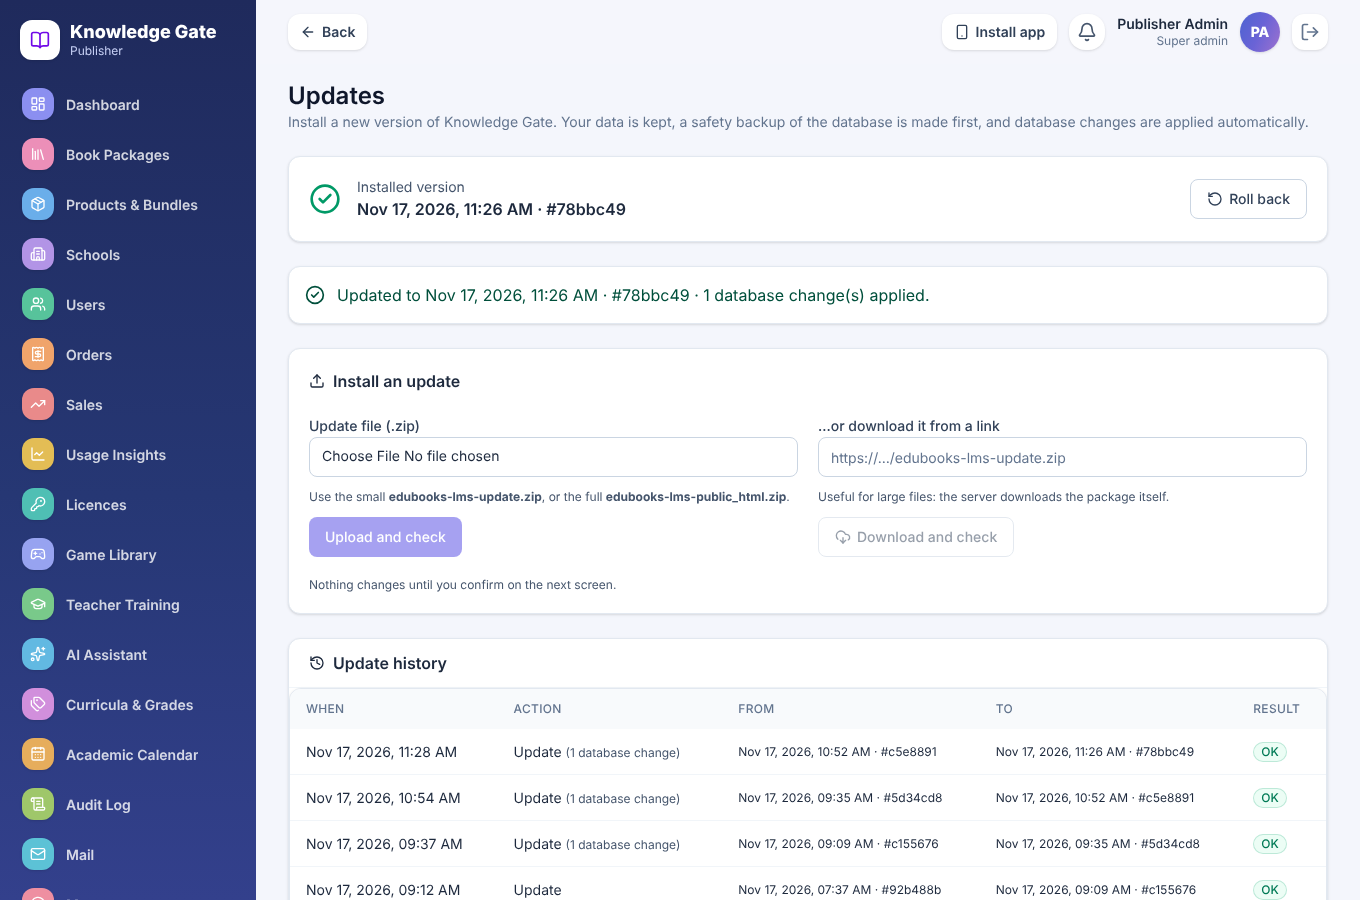 Knowledge Gate
Publisher
Dashboard
Book Packages
Products & Bundles
Schools
Users
Orders
Sales
Usage Insights
Licences
Game Library
Teacher Training
AI Assistant
Curricula & Grades
Academic Calendar
Audit Log
Mail
Back
Install app
Publisher Admin
Super admin
PA
Updates
Install a new version of Knowledge Gate. Your data is kept, a safety backup of the database is made first, and database changes are applied automatically.
Installed version
Nov 17, 2026, 11:26 AM · #78bbc49
Roll back
Updated to Nov 17, 2026, 11:26 AM · #78bbc49 · 1 database change(s) applied.
Install an update
Update file (.zip)
Choose File No file chosen
Use the small edubooks-lms-update.zip, or the full edubooks-lms-public_html.zip.
Upload and check
...or download it from a link
https://.../edubooks-lms-update.zip
Useful for large files: the server downloads the package itself.
Download and check
Nothing changes until you confirm on the next screen.
Update history
WHEN ACTION FROM TO RESULT
Nov 17, 2026, 11:28 AM Update (1 database change) Nov 17, 2026, 10:52 AM · #c5e8891 Nov 17, 2026, 11:26 AM · #78bbc49 OK
Nov 17, 2026, 10:54 AM Update (1 database change) Nov 17, 2026, 09:35 AM · #5d34cd8 Nov 17, 2026, 10:52 AM · #c5e8891 OK
Nov 17, 2026, 09:37 AM Update (1 database change) Nov 17, 2026, 09:09 AM · #c155676 Nov 17, 2026, 09:35 AM · #5d34cd8 OK
Nov 17, 2026, 09:12 AM Update Nov 17, 2026, 07:37 AM · #92b488b Nov 17, 2026, 09:09 AM · #c155676 OK